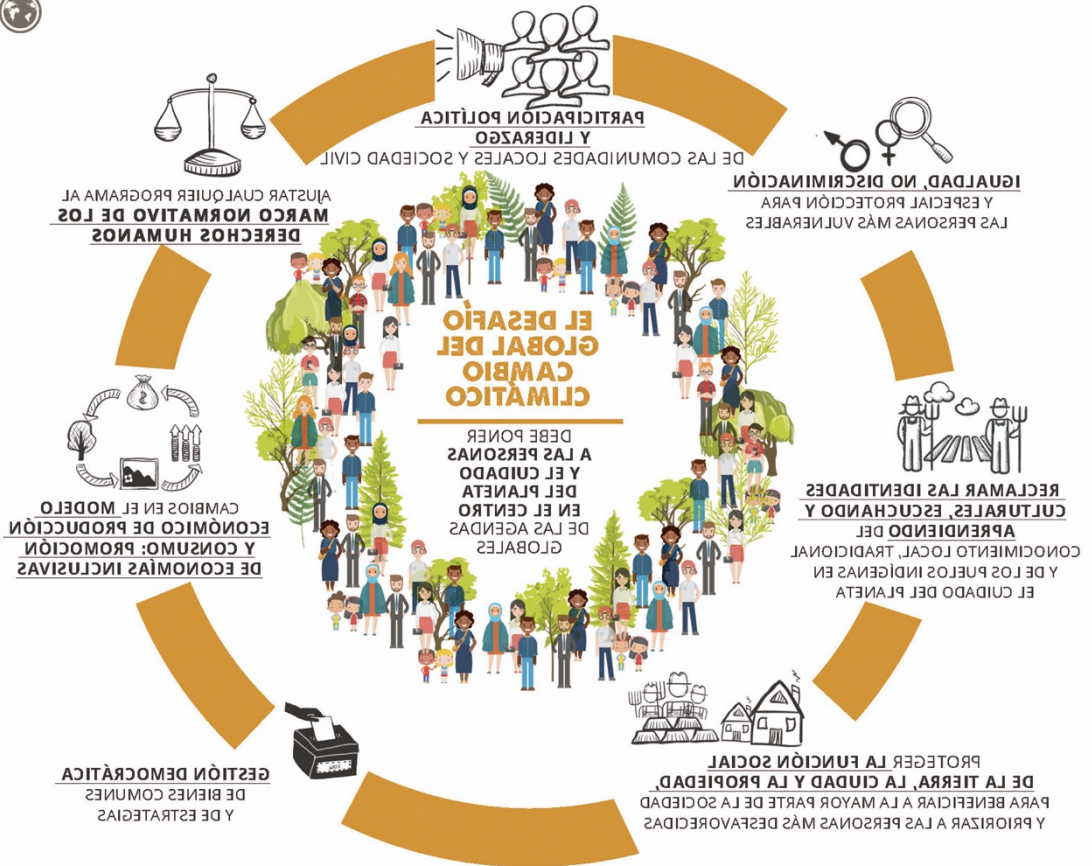 PARTICIPACIÓN POLÍTICA
Y LIDERAZGO
DE LAS COMUNIDADES LOCALES Y SOCIEDAD CIVIL
AJUSTAR CUALQUIER PROGRAMA AL
MARCO NORMATIVO DE LOS
DERECHOS HUMANOS
IGUALDAD, NO DISCRIMINACIÓN
Y ESPECIAL PROTECCIÓN PARA
LAS PERSONAS MÁS VULNERABLES
EL DESAFÍO
GLOBAL DEL
CAMBIO
CLIMÁTICO
DEBE PONER
A LAS PERSONAS
Y EL CUIDADO
DEL PLANETA
EN EL CENTRO
DE LAS AGENDAS
GLOBALES
CAMBIOS EN EL MODELO
ECONÓMICO DE PRODUCCIÓN
Y CONSUMO: PROMOCIÓN
DE ECONOMÍAS INCLUSIVAS
RECLAMAR LAS IDENTIDADES
CULTURALES, ESCUCHANDO Y
APRENDIENDO DEL
CONOCIMIENTO LOCAL, TRADICIONAL
Y DE LOS PUELOS INDÍGENAS EN
EL CUIDADO DEL PLANETA
GESTIÓN DEMOCRÁTICA
DE BIENES COMUNES
Y DE ESTRATEGIAS
PROTEGER LA FUNCIÓN SOCIAL
DE LA TIERRA, LA CIUDAD Y LA PROPIEDAD,
PARA BENEFICIAR A LA MAYOR PARTE DE LA SOCIEDAD
Y PRIORIZAR A LAS PERSONAS MÁS DESFAVORECIDAS